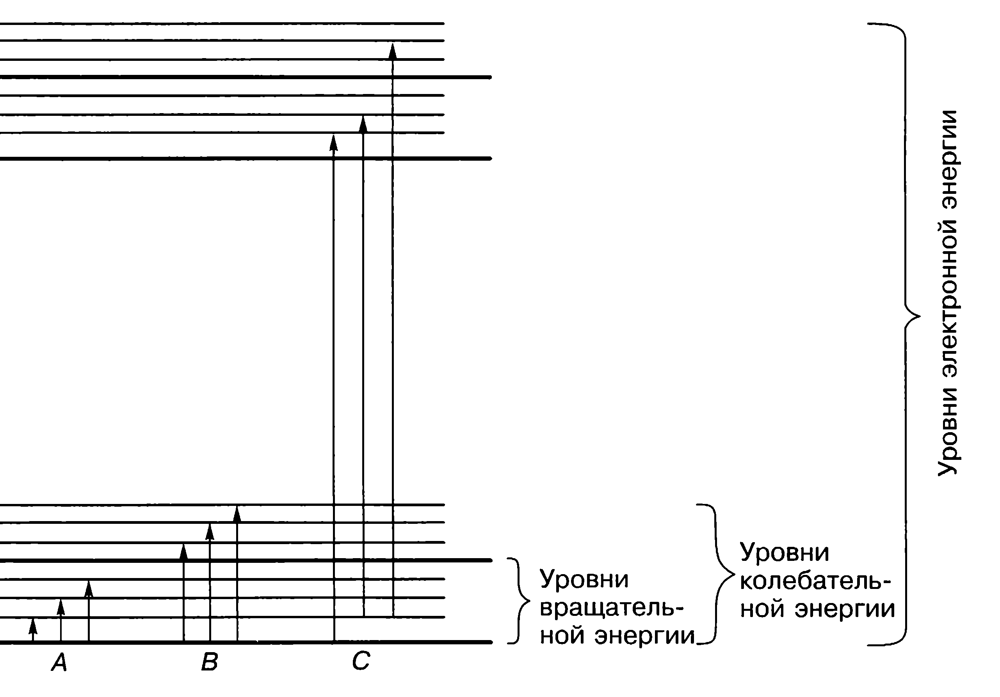 Уровни электронной энергии
Уровни
вращатель-
ной энергии
Уровни
колебатель-
ной энергии
A
B
C